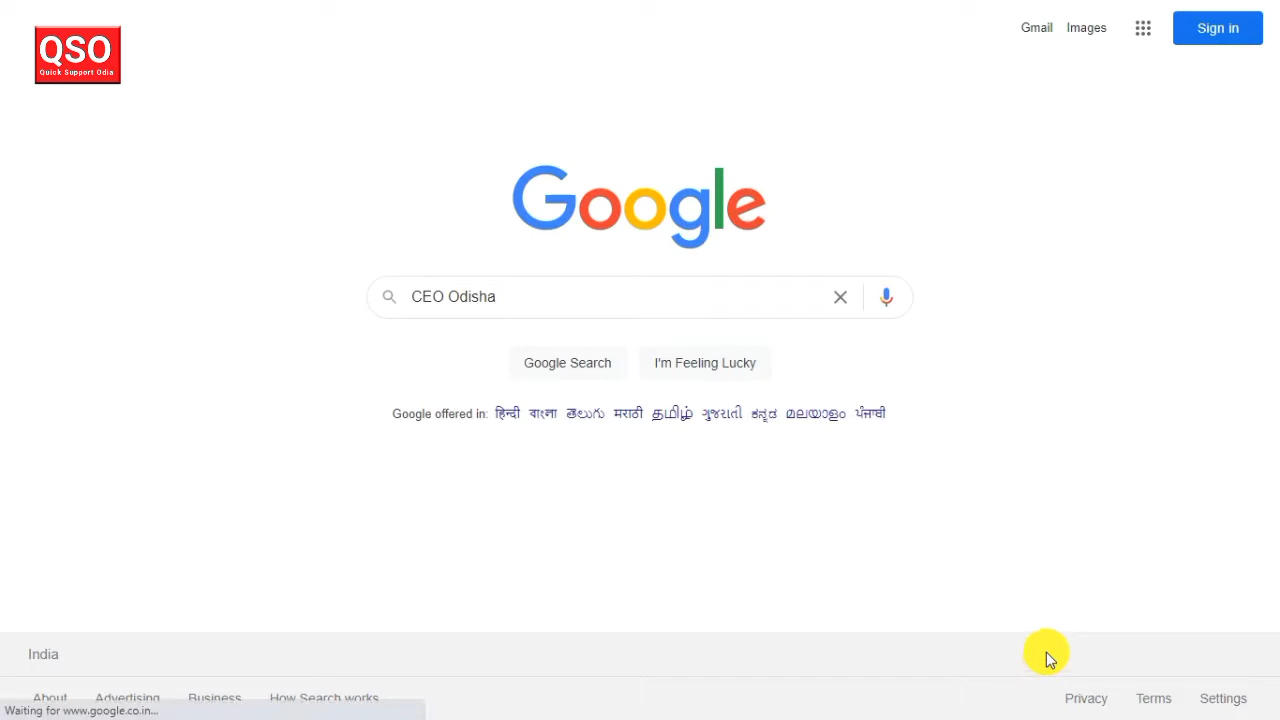 QSO
Quick Support Odia
Gmail Images Sign in
Google
CEO Odisha
Google Search I'm Feeling Lucky
Google offered in: हिन्दी বাংলা తెలుగు मराठी தமிழ் ગુજરાતી ಕನ್ನಡ മലയാളം ਪੰਜਾਬੀ
India
About Advertising Business How Search works Privacy Terms Settings
Waiting for www.google.co.in...